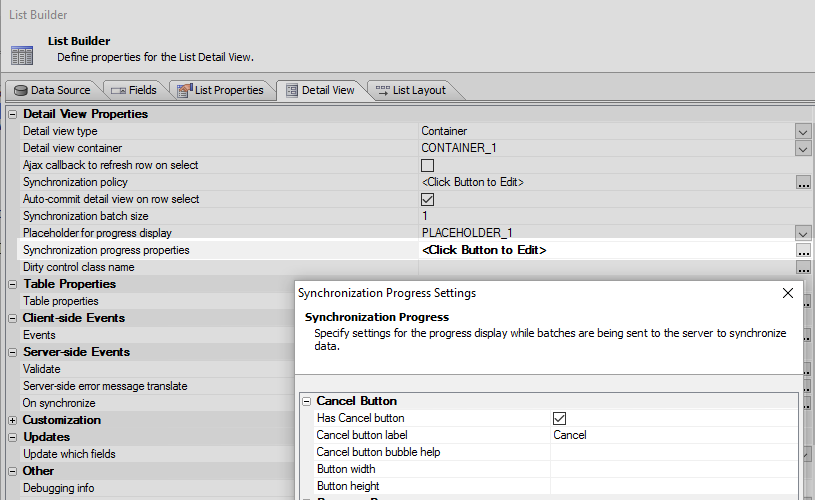 List Builder
List Builder
Define properties for the List Detail View.
Data Source Fields List Properties Detail View List Layout
Detail View Properties
Detail view type Container
Detail view container CONTAINER_1
Ajax callback to refresh row on select
Synchronization policy <Click Button to Edit>
Auto-commit detail view on row select
Synchronization batch size 1
Placeholder for progress display PLACEHOLDER_1
Synchronization progress properties <Click Button to Edit>
Dirty control class name
Table Properties
Table properties
Client-side Events
Events
Server-side Events
Validate
Server-side error message translate
On synchronize
Customization
Updates
Update which fields
Other
Debugging info
Synchronization Progress Settings
Synchronization Progress
Specify settings for the progress display while batches are being sent to the server to synchronize
data.
Cancel Button
Has Cancel button
Cancel button label Cancel
Cancel button bubble help
Button width
Button height